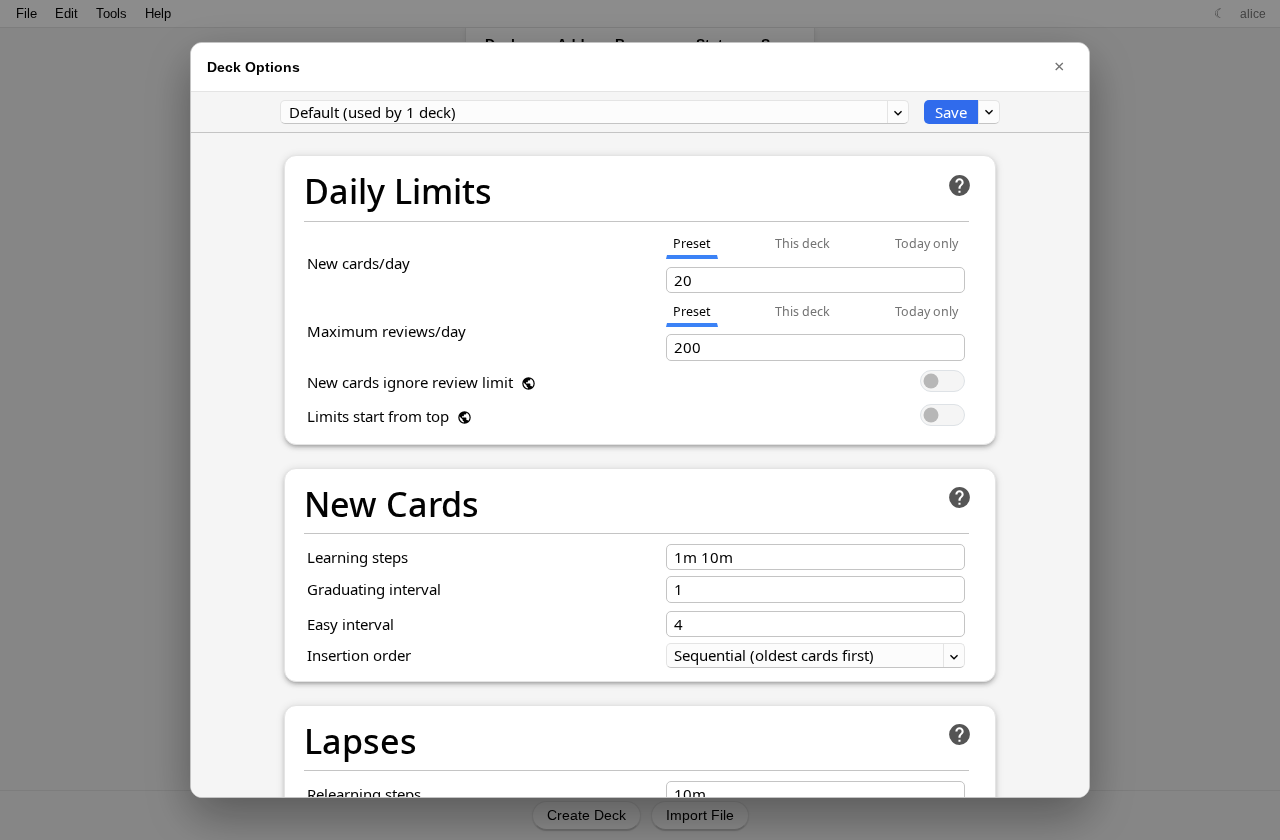 File Edit Tools Help alice
Deck Options
Default (used by 1 deck) Save
Daily Limits
Preset This deck Today only
New cards/day
20
Preset This deck Today only
Maximum reviews/day
200
New cards ignore review limit
Limits start from top
New Cards
Learning steps 1m 10m
Graduating interval 1
Easy interval 4
Insertion order Sequential (oldest cards first)
Lapses
Relearning steps 10m
Create Deck Import File